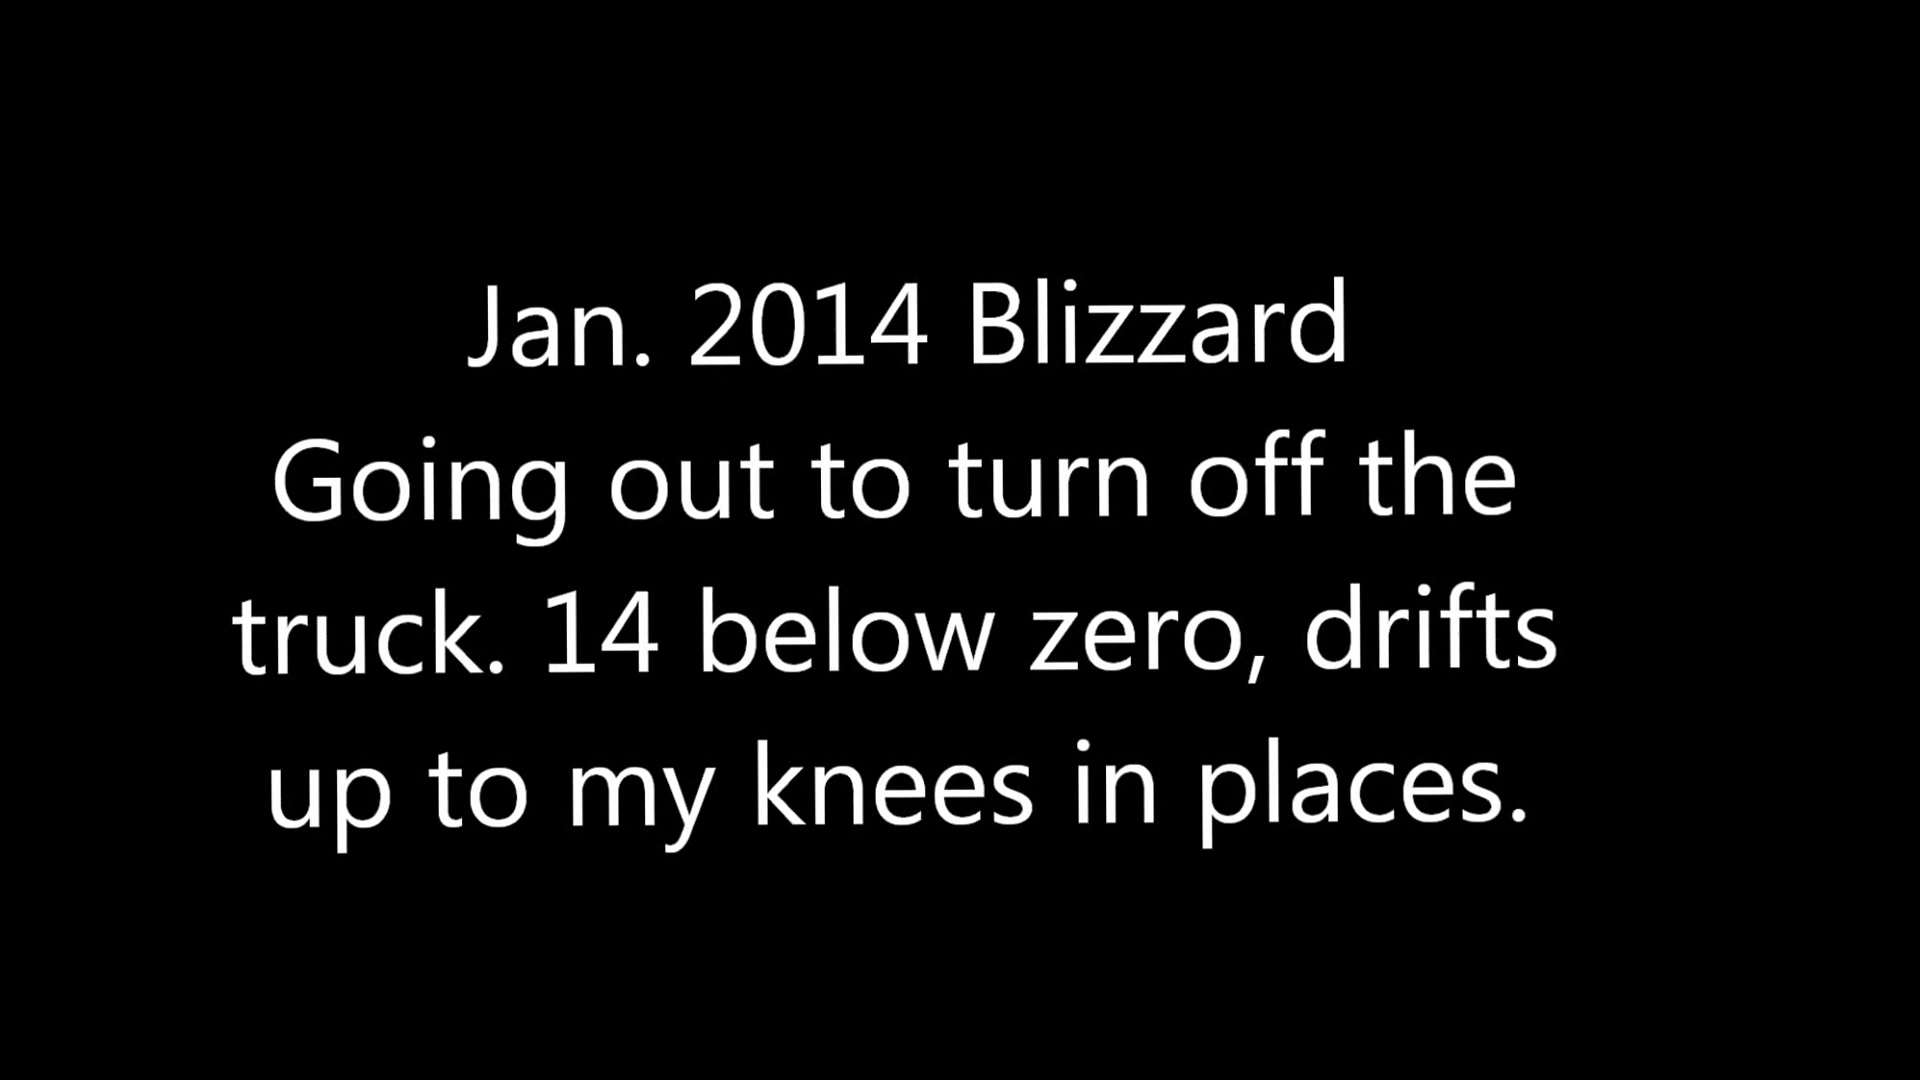 Jan. 2014 Blizzard
Going out to turn off the
truck. 14 below zero, drifts
up to my knees in places.